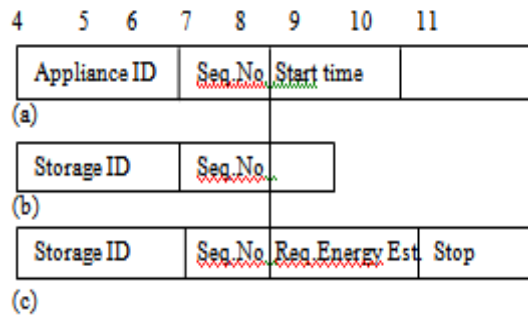 4 5 6 7 8 9 10 11
Appliance ID Seq.No Start time
(a)
Storage ID Seq.No
(b)
Storage ID Seq.No Req.Energy Est. Stop
(c)